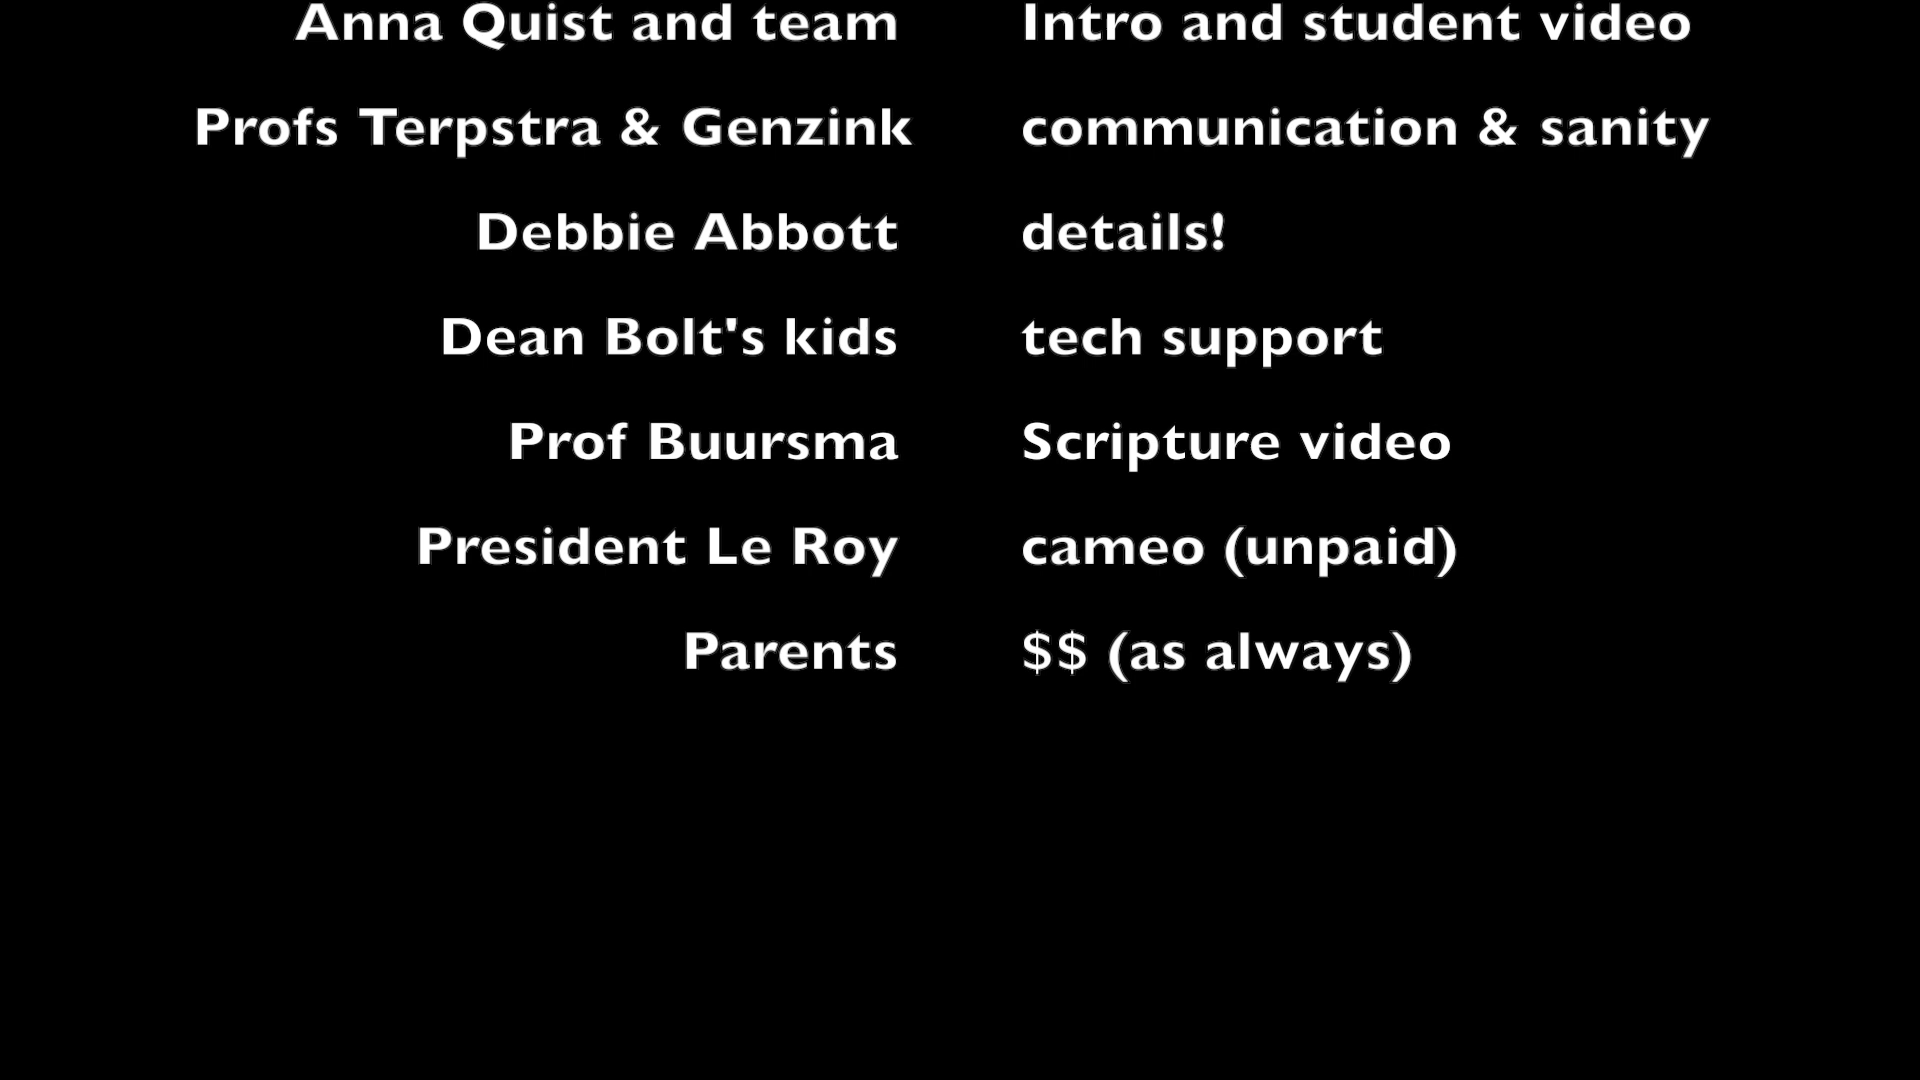 Anna Quist and team Intro and student video
Profs Terpstra & Genzink communication & sanity
Debbie Abbott details!
Dean Bolt's kids tech support
Prof Buursma Scripture video
President Le Roy cameo (unpaid)
Parents $$ (as always)